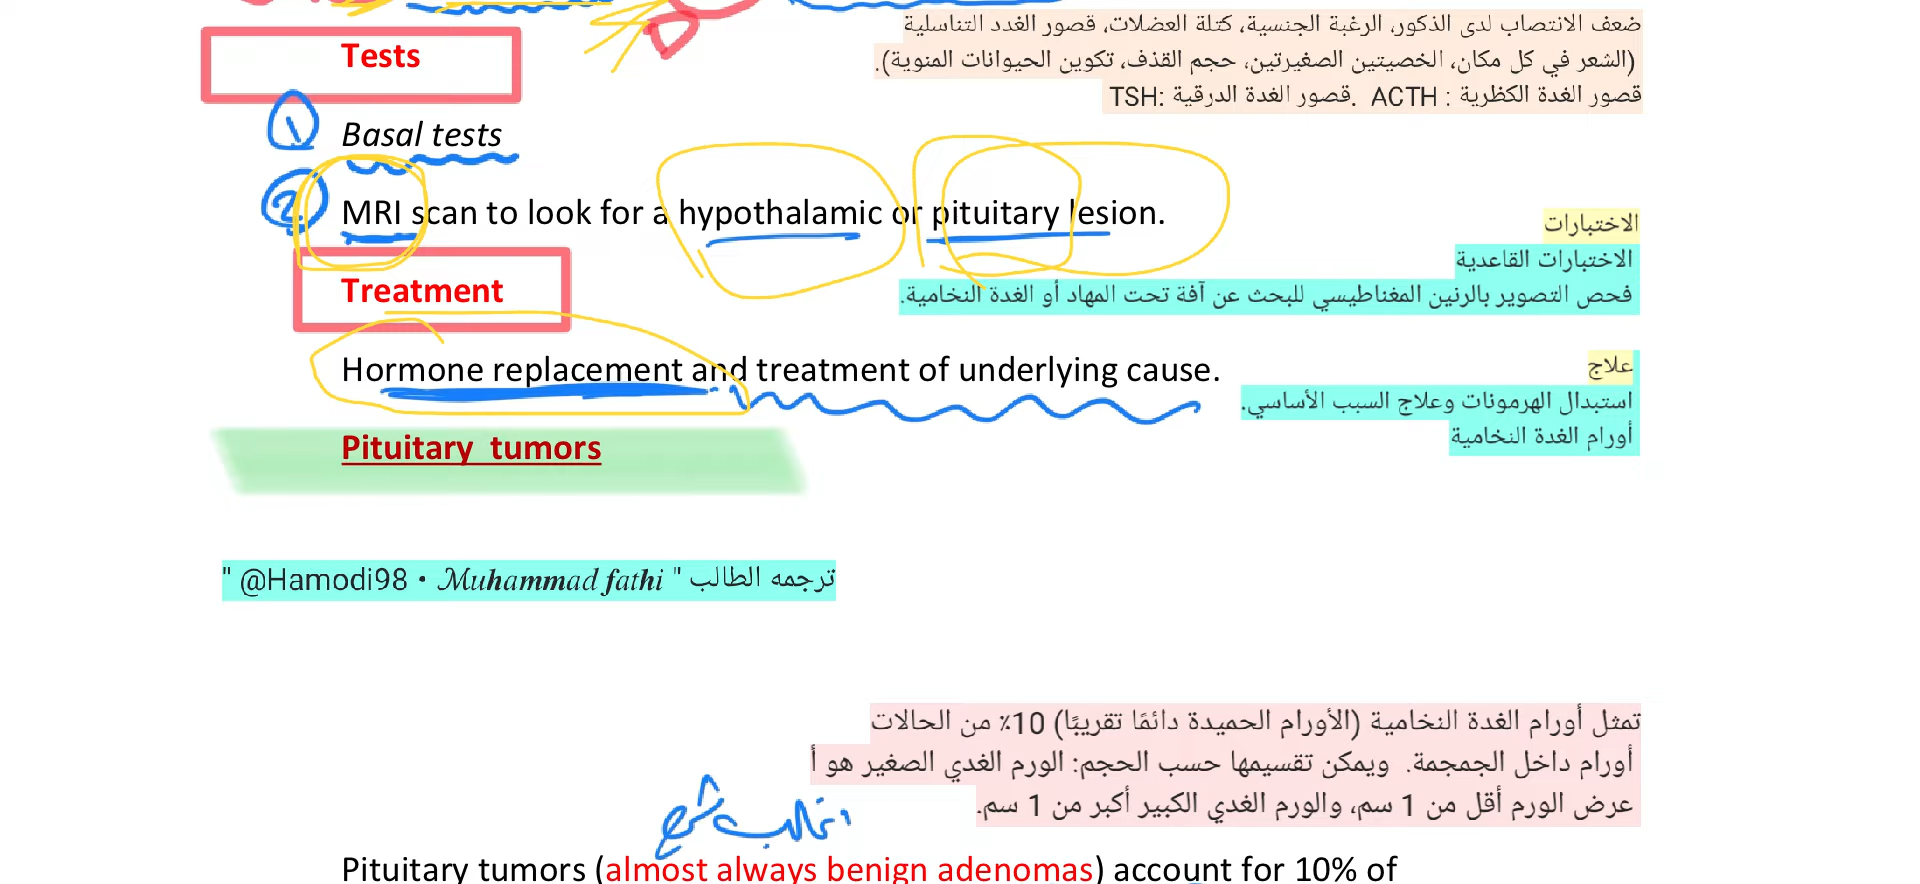 ضعف الانتصاب لدى الذكور، الرغبة الجنسية، كتلة العضلات، قصور الغدد التناسلية
(الشعر في كل مكان، الخصيتين الصغيرتين، حجم القذف، تكوين الحيوانات المنوية).
قصور الغدة الكظرية : ACTH .قصور الغدة الدرقية :TSH
Tests
1
Basal tests
2
MRI scan to look for a hypothalamic or pituitary lesion.
الاختبارات
الاختبارات القاعدية
فحص التصوير بالرنين المغناطيسي للبحث عن آفة تحت المهاد أو الغدة النخامية.
Treatment
Hormone replacement and treatment of underlying cause.
علاج
استبدال الهرمونات وعلاج السبب الأساسي.
أورام الغدة النخامية
Pituitary tumors
ترجمه الطالب " Muhammad fathi • @Hamodi98 "
تمثل أورام الغدة النخامية (الأورام الحميدة دائمًا تقريبًا) 10٪ من الحالات
أورام داخل الجمجمة. ويمكن تقسيمها حسب الحجم: الورم الغدي الصغير هو أ
عرض الورم أقل من 1 سم، والورم الغدي الكبير أكبر من 1 سم.
Pituitary tumors (almost always benign adenomas) account for 10% of